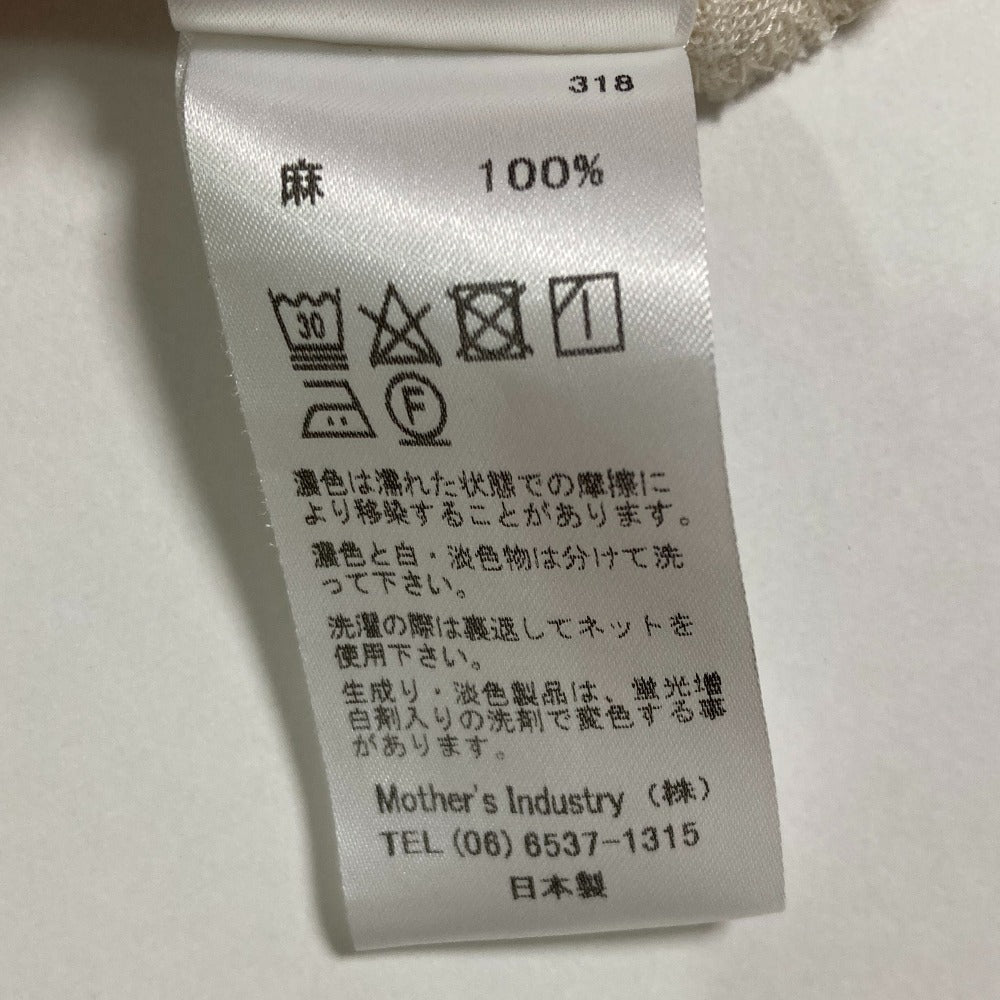 318
麻 100%
30
F
濃色は濡れた状態での摩擦に
より移染することがあります。
濃色と白・淡色物は分けて洗
って下さい。
洗濯の際は裏返してネットを
使用下さい。
生成り・淡色製品は、蛍光増
白剤入りの洗剤で変色する事
があります。
Mother's Industry (株)
TEL (06) 6537-1315
日本製